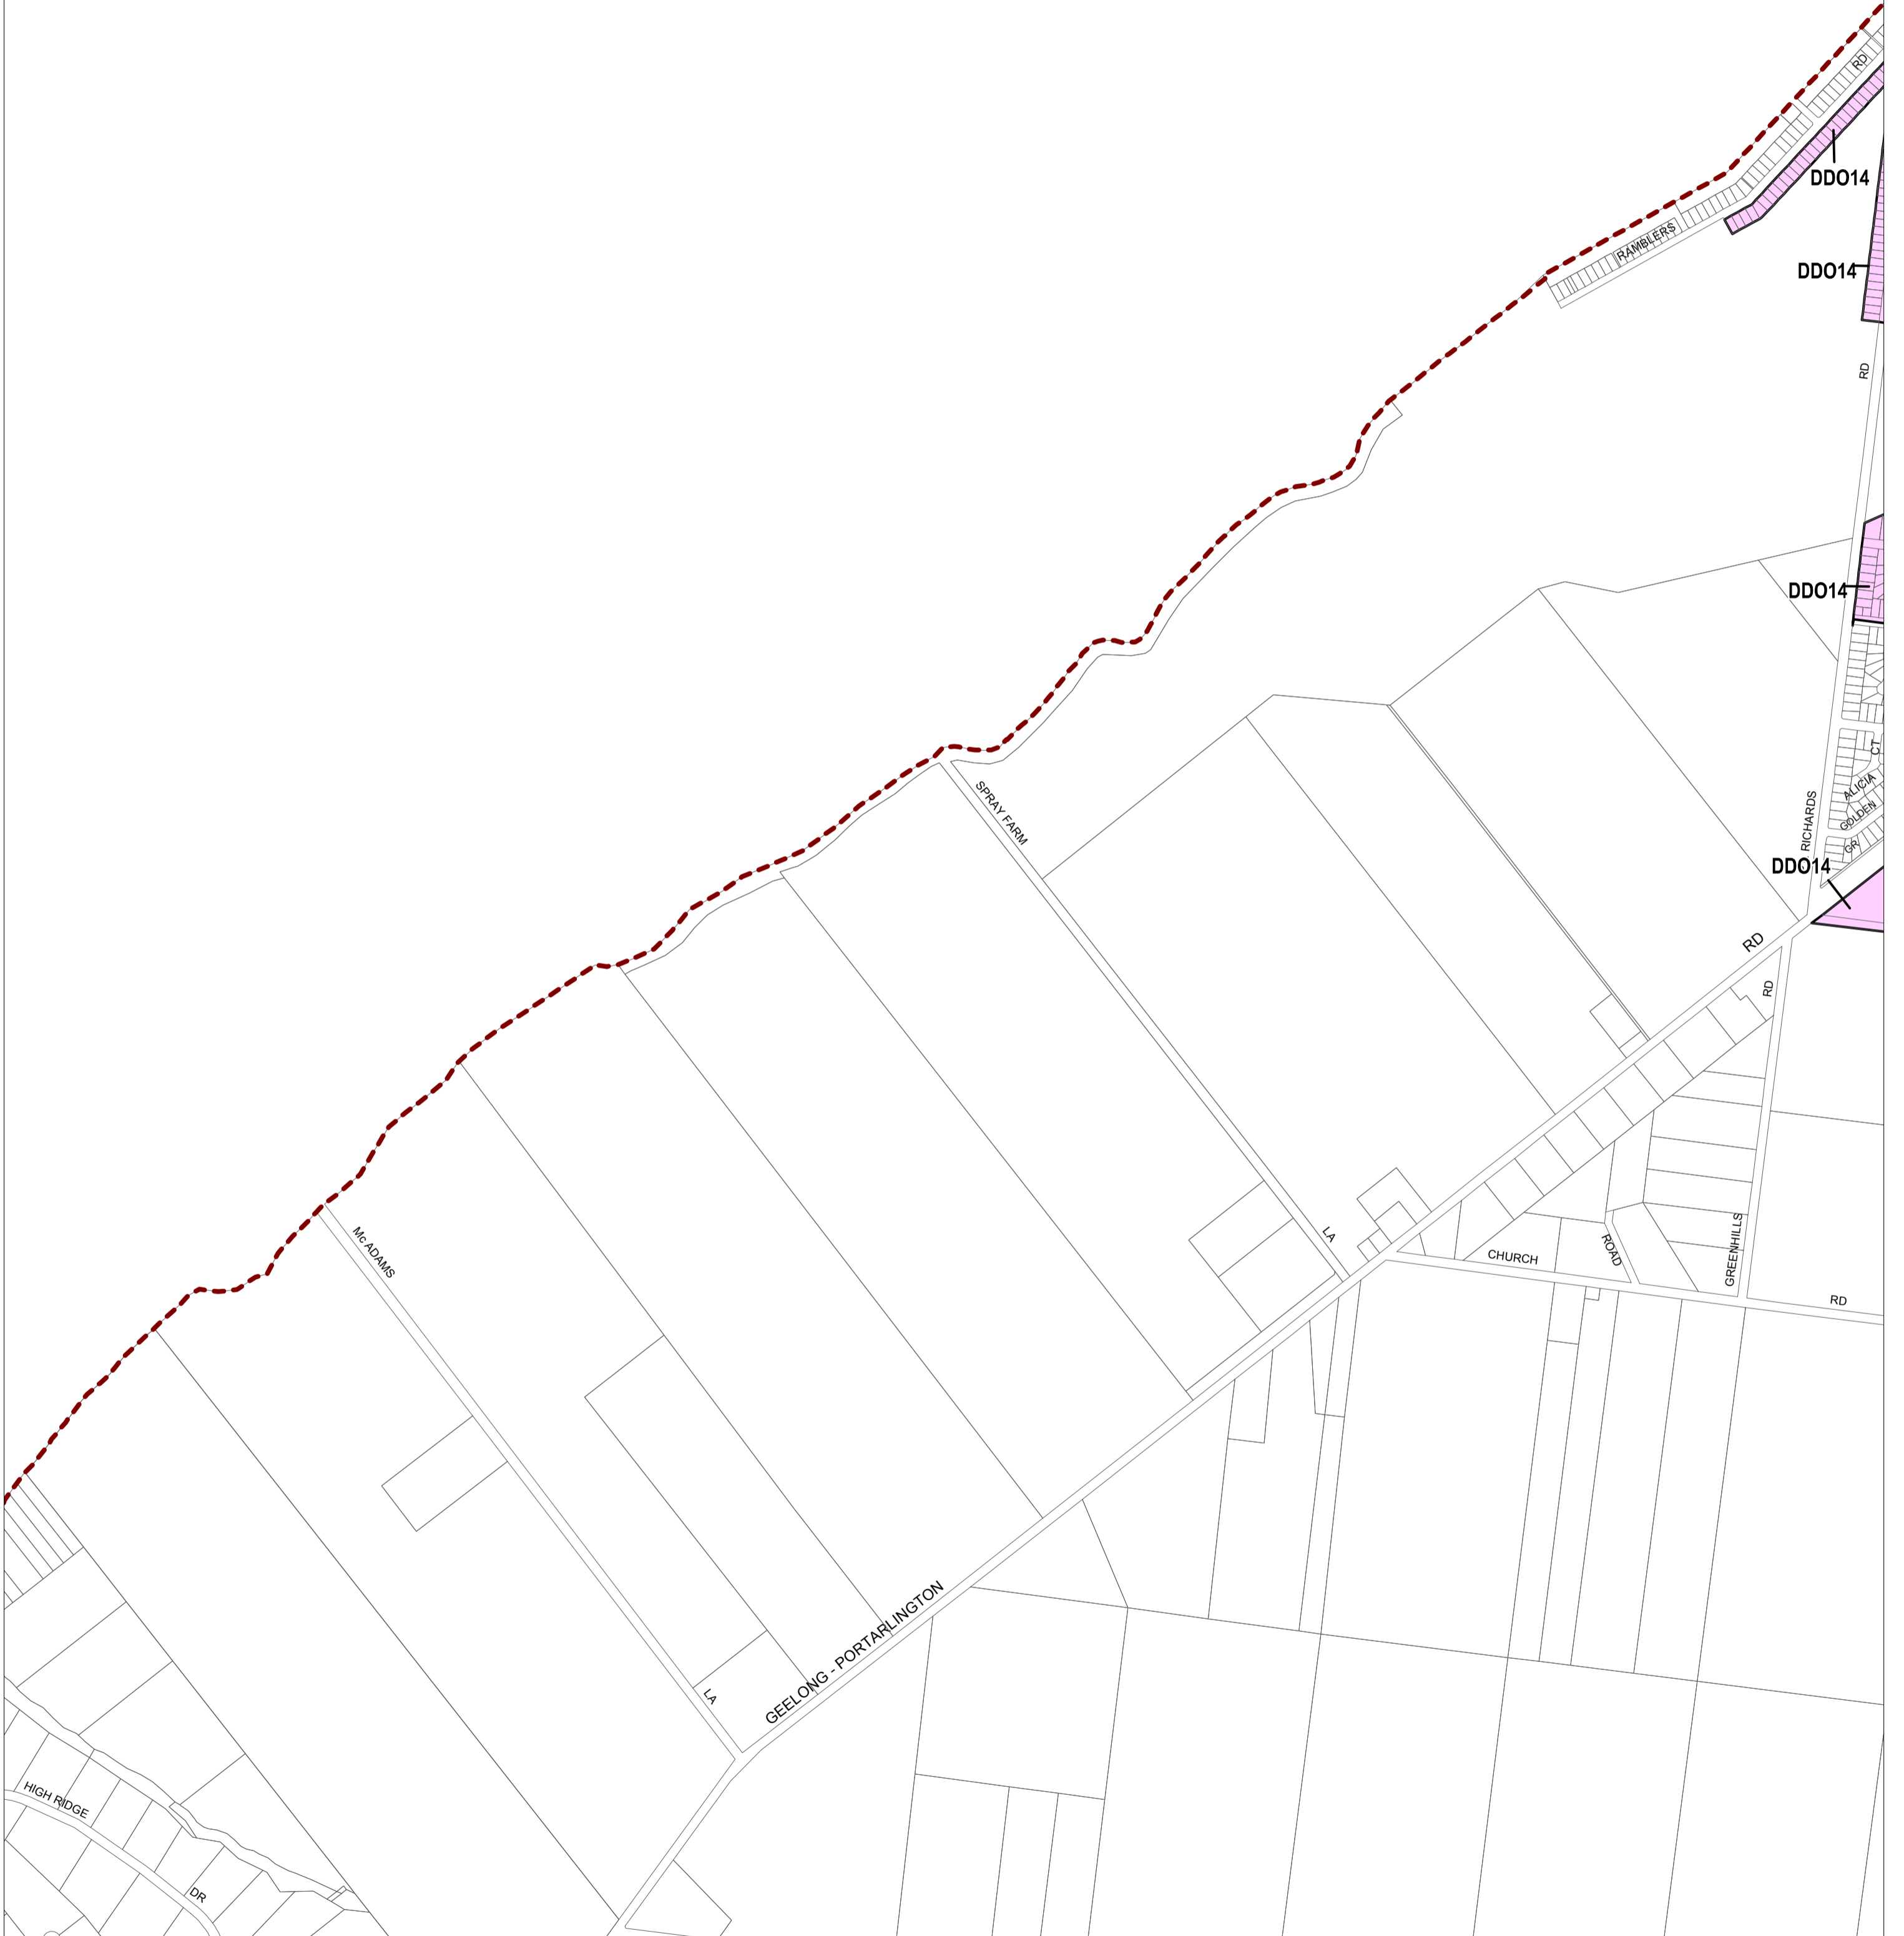 RD
DDO14
RAMBLERS
DDO14
RD
DDO14
CT
SPRAY FARM
ALICIA
RICHARDS
GOLDEN
GR
DDO14
RD
RD
Mc ADAMS
LA
CHURCH
ROAD
GREENHILLS
RD
GEELONG - PORTARLINGTON
LA
HIGH RIDGE
DR